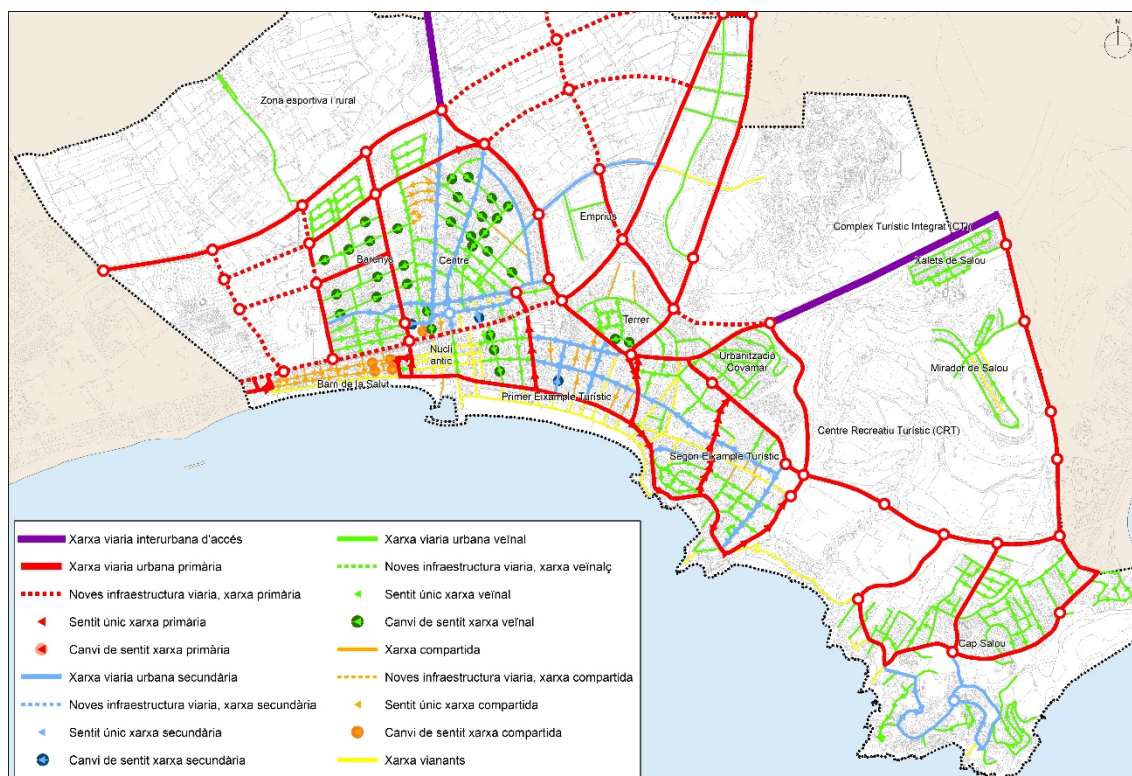 N
Zona esportiva i rural
Emprius
Complex Turístic Integrat (CTI)
Xalets de Salou
Barenys
Centre
Terrer
Nucli
antic
Urbanització
Covamar
Mirador de Salou
Barri de la Salut
Primer Eixample Turístic
Centre Recreatiu Turístic (CRT)
Segon Eixample Turístic
Cap Salou
Xarxa viaria interurbana d'accés
Xarxa viaria urbana primària
Noves infraestructura viaria, xarxa primària
Sentit únic xarxa primària
Canvi de sentit xarxa primària
Xarxa viaria urbana secundària
Noves infraestructura viaria, xarxa secundària
Sentit únic xarxa secundària
Canvi de sentit xarxa secundària
Xarxa viaria urbana veïnal
Noves infraestructura viaria, xarxa veïnalç
Sentit únic xarxa veïnal
Canvi de sentit xarxa veïnal
Xarxa compartida
Noves infraestructura viaria, xarxa compartida
Sentit únic xarxa compartida
Canvi de sentit xarxa compartida
Xarxa vianants